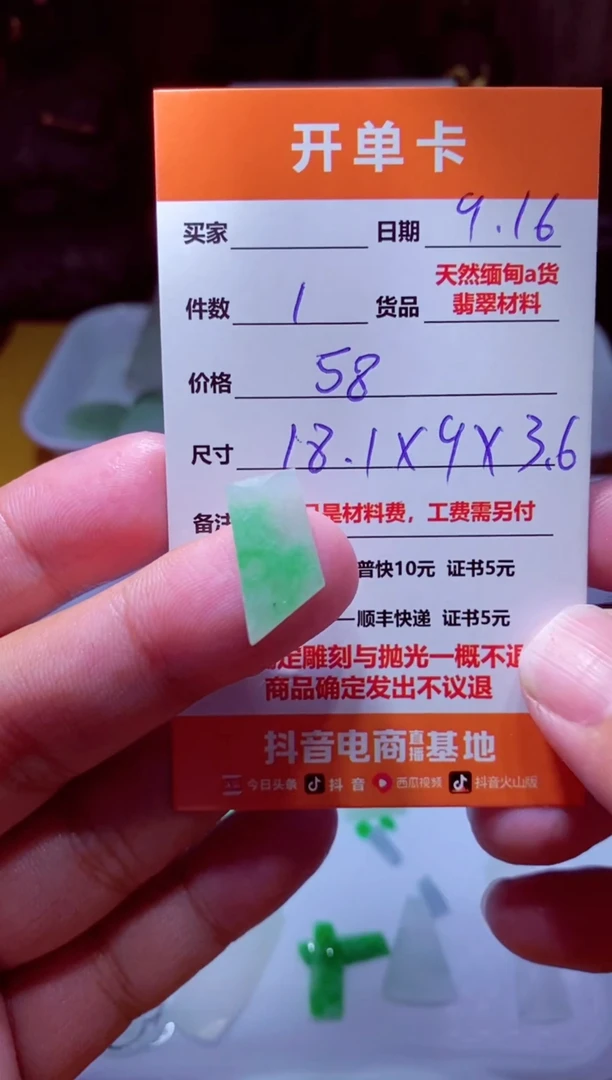 开单卡
买家 日期 9.16
件数 1 货品 天然缅甸a货
翡翠材料
价格 58
尺寸 18.1X9X3.6
备注 是材料费，工费需另付
普快10元 证书5元
—顺丰快递 证书5元
定雕刻与抛光一概不退
商品确定发出不议退
抖音电商直播基地
今日头条 抖音 西瓜视频 抖音火山版